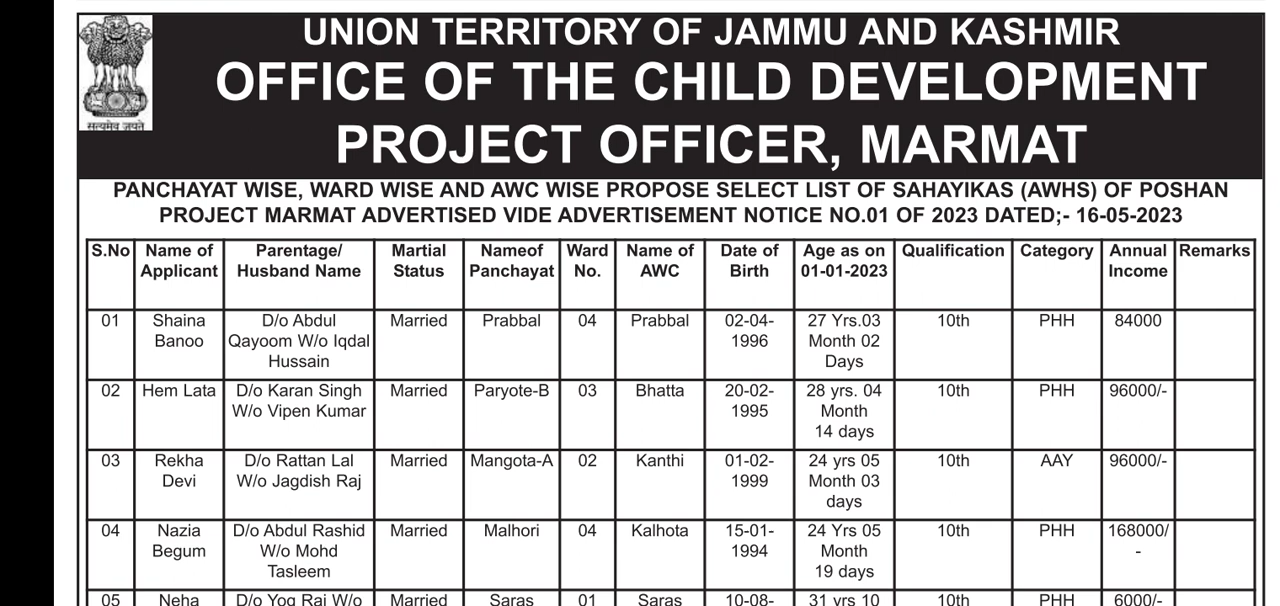 सत्यमेव जयते
UNION TERRITORY OF JAMMU AND KASHMIR
OFFICE OF THE CHILD DEVELOPMENT
PROJECT OFFICER, MARMAT
PANCHAYAT WISE, WARD WISE AND AWC WISE PROPOSE SELECT LIST OF SAHAYIKAS (AWHS) OF POSHAN
PROJECT MARMAT ADVERTISED VIDE ADVERTISEMENT NOTICE NO.01 OF 2023 DATED;- 16-05-2023
S.No Name of Parentage/ Martial Nameof Ward Name of Date of Age as on Qualification Category Annual Remarks
Applicant Husband Name Status Panchayat No. AWC Birth 01-01-2023 Income
01 Shaina D/o Abdul Married Prabbal 04 Prabbal 02-04- 27 Yrs.03 10th PHH 84000
Banoo Qayoom W/o Iqdal 1996 Month 02
Hussain Days
02 Hem Lata D/o Karan Singh Married Paryote-B 03 Bhatta 20-02- 28 yrs. 04 10th PHH 96000/-
W/o Vipen Kumar 1995 Month
14 days
03 Rekha D/o Rattan Lal Married Mangota-A 02 Kanthi 01-02- 24 yrs 05 10th AAY 96000/-
Devi W/o Jagdish Raj 1999 Month 03
days
04 Nazia D/o Abdul Rashid Married Malhori 04 Kalhota 15-01- 24 Yrs 05 10th PHH 168000/
Begum W/o Mohd 1994 Month -
Tasleem 19 days
05 Neha D/o Yog Raj W/o Married Saras 01 Saras 10-08- 31 yrs 10 10th PHH 6000/-